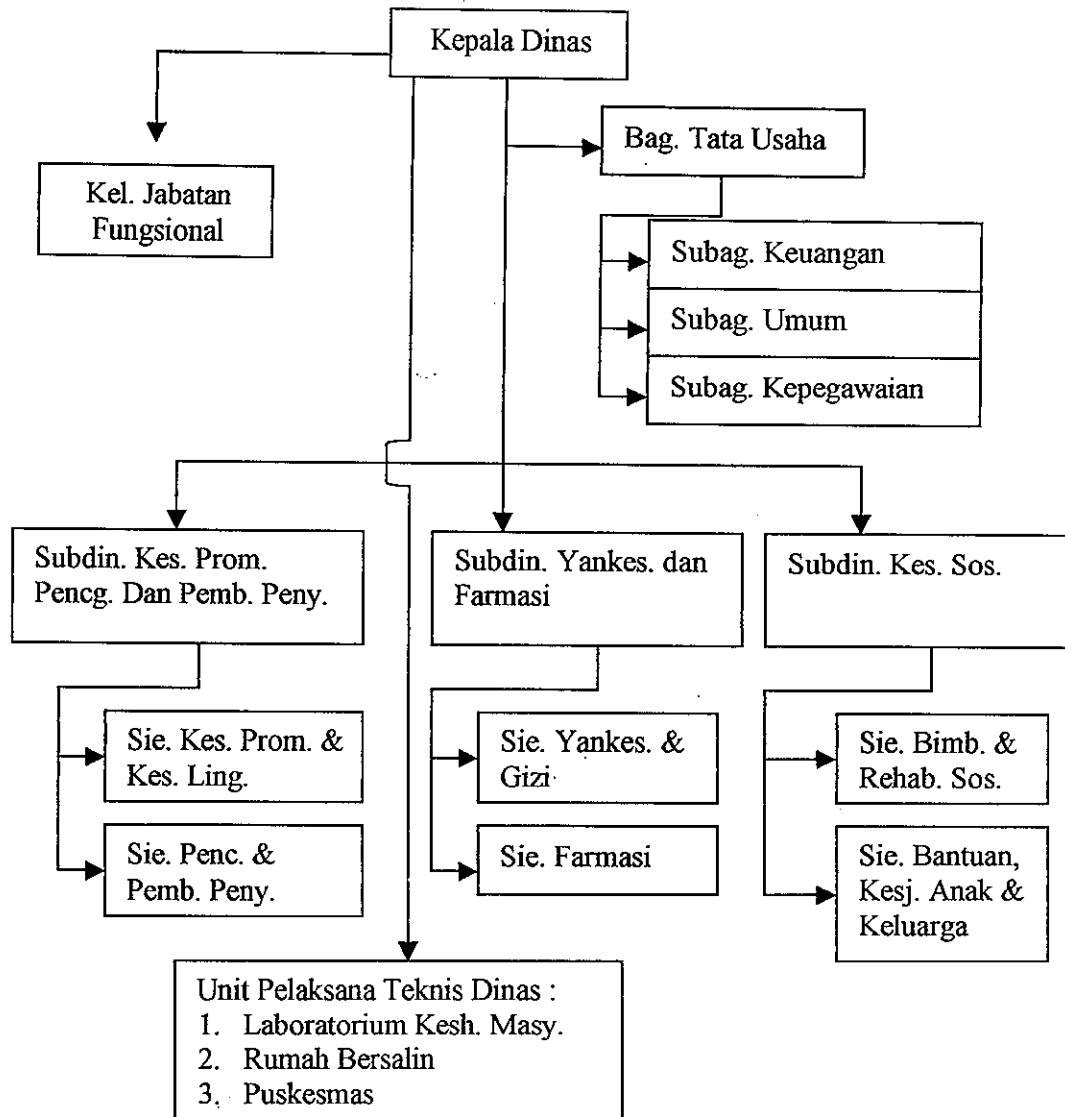 Kepala Dinas
Bag. Tata Usaha
Kel. Jabatan
Fungsional
Subag. Keuangan
Subag. Umum
Subag. Kepegawaian
Subdin. Kes. Prom.
Pencg. Dan Pemb. Peny.
Subdin. Yankes. dan
Farmasi
Subdin. Kes. Sos.
Sie. Kes. Prom. &
Kes. Ling.
Sie. Yankes. &
Gizi
Sie. Bimb. &
Rehab. Sos.
Sie. Penc. &
Pemb. Peny.
Sie. Farmasi
Sie. Bantuan,
Kesj. Anak &
Keluarga
Unit Pelaksana Teknis Dinas :
1. Laboratorium Kesh. Masy.
2. Rumah Bersalin
3. Puskesmas